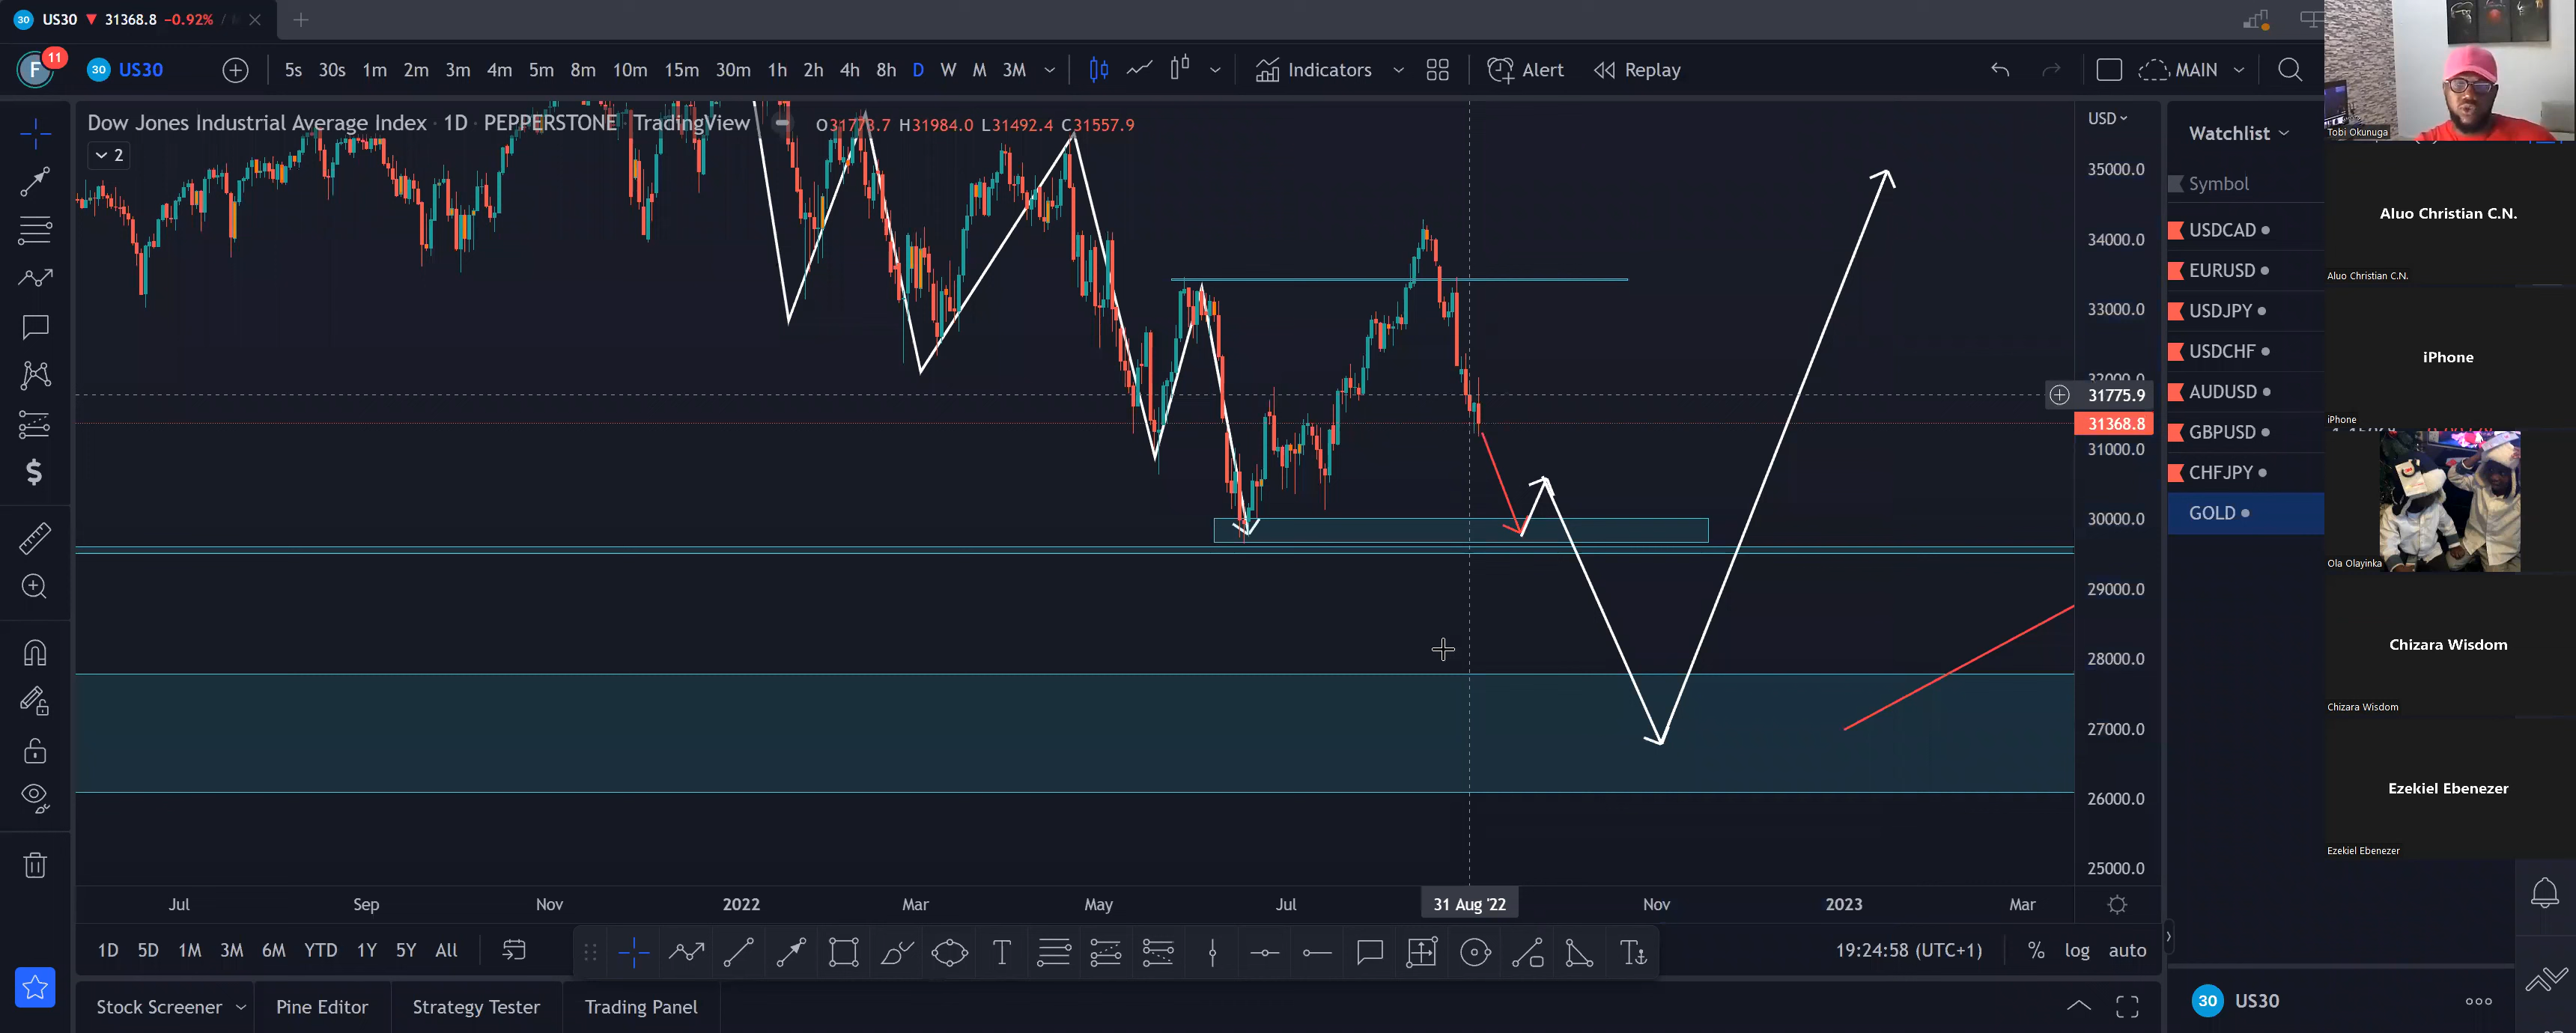 30 US30 31368.8 −0.92% /
F 11 30 US30 5s 30s 1m 2m 3m 4m 5m 8m 10m 15m 30m 1h 2h 4h 8h D W M 3M Indicators Alert Replay MAIN
Dow Jones Industrial Average Index · 1D · PEPPERSTONE · TradingView
H31984.0 L31492.4 C31557.9
2
USD
35000.0
34000.0
33000.0
32000.0
31775.9
31368.8
31000.0
30000.0
29000.0
28000.0
27000.0
26000.0
25000.0
Jul Sep Nov 2022 Mar May Jul 31 Aug '22 Nov 2023 Mar
1D 5D 1M 3M 6M YTD 1Y 5Y All
19:24:58 (UTC+1) % log auto
Stock Screener Pine Editor Strategy Tester Trading Panel
Watchlist
Symbol
USDCAD
EURUSD
USDJPY
USDCHF
AUDUSD
GBPUSD
CHFJPY
GOLD
30 US30
Tobi Okunuga
Aluo Christian C.N.
Aluo Christian C.N.
iPhone
iPhone
Ola Olayinka
Chizara Wisdom
Chizara Wisdom
Ezekiel Ebenezer
Ezekiel Ebenezer